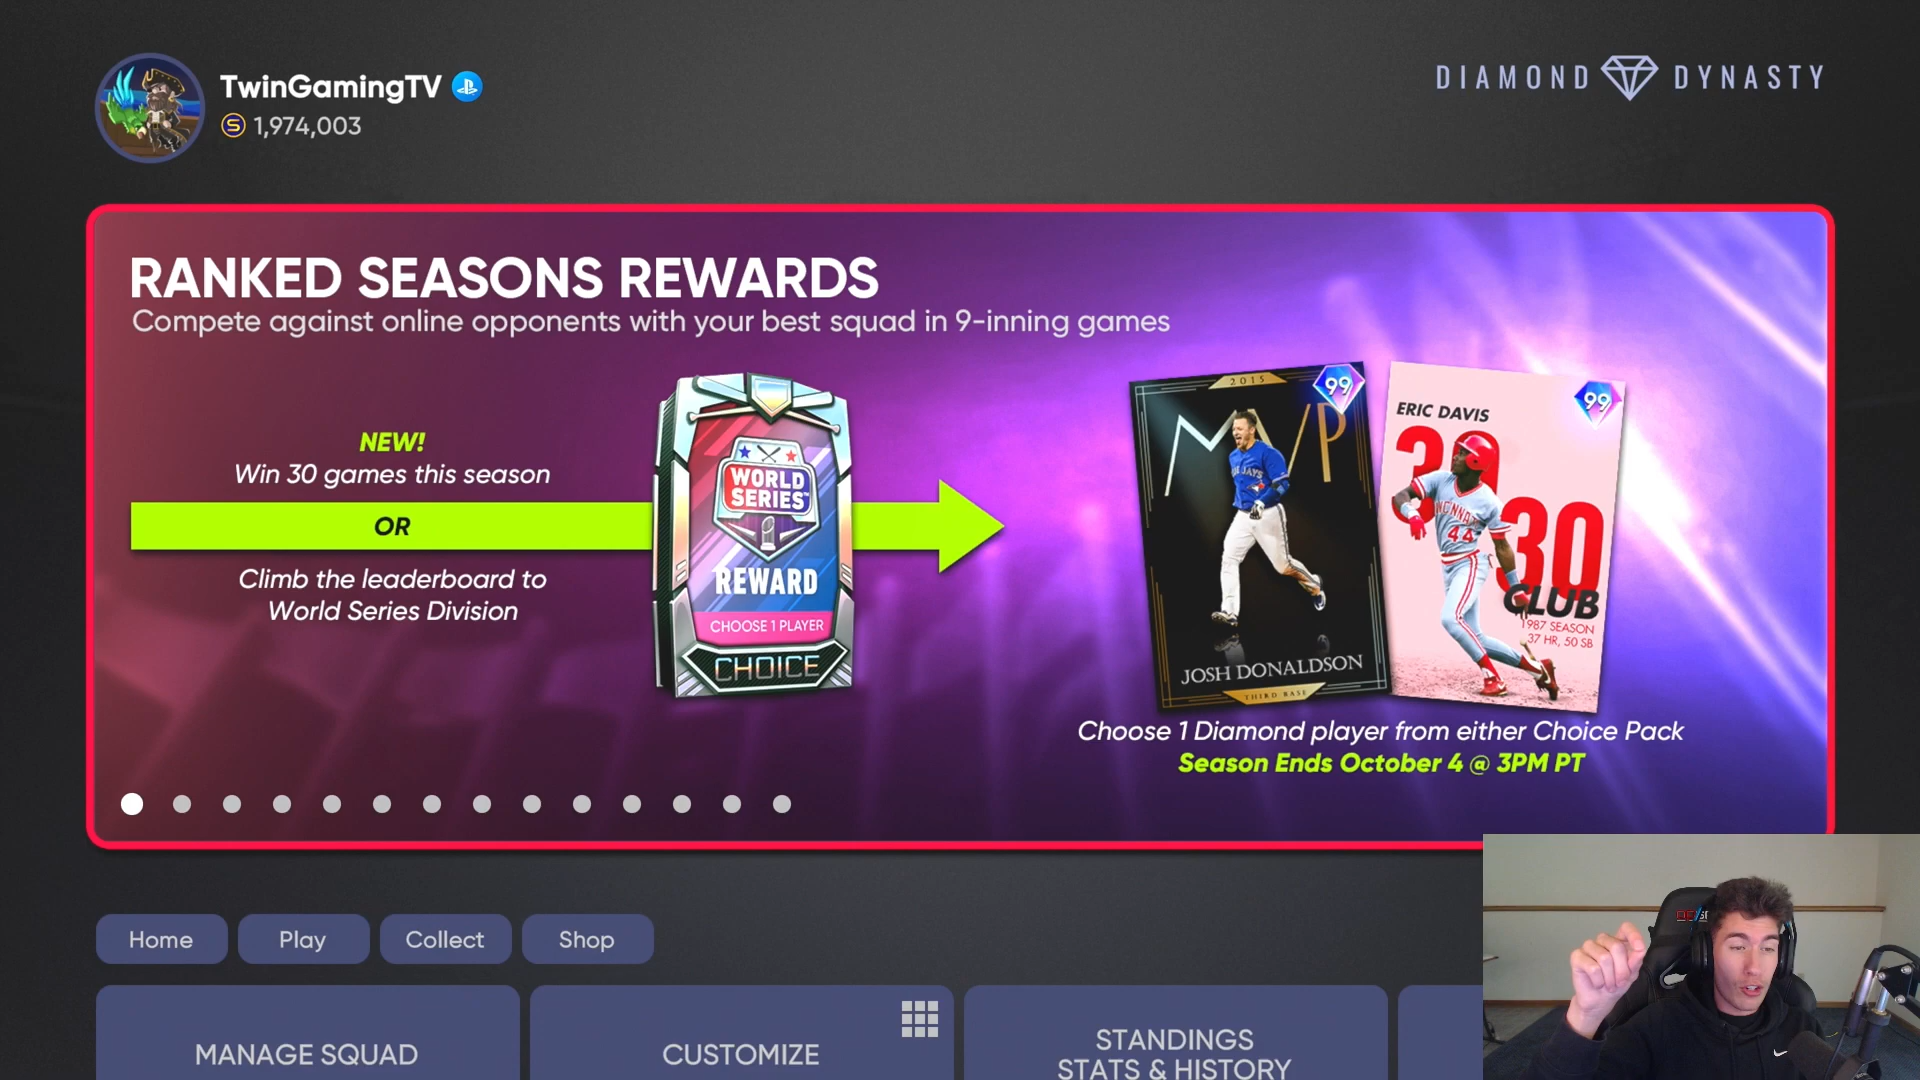 TwinGamingTV
1,974,003
DIAMOND DYNASTY
RANKED SEASONS REWARDS
Compete against online opponents with your best squad in 9-inning games
NEW!
Win 30 games this season
OR
Climb the leaderboard to
World Series Division
WORLD
SERIES
REWARD
CHOOSE 1 PLAYER
CHOICE
2015
99
MVP
JOSH DONALDSON
THIRD BASE
99
ERIC DAVIS
30
30
CLUB
1987 SEASON
37 HR, 50 SB
CINCINNATI
44
Choose 1 Diamond player from either Choice Pack
Season Ends October 4 @ 3PM PT
Home
Play
Collect
Shop
MANAGE SQUAD
CUSTOMIZE
STANDINGS
STATS & HISTORY